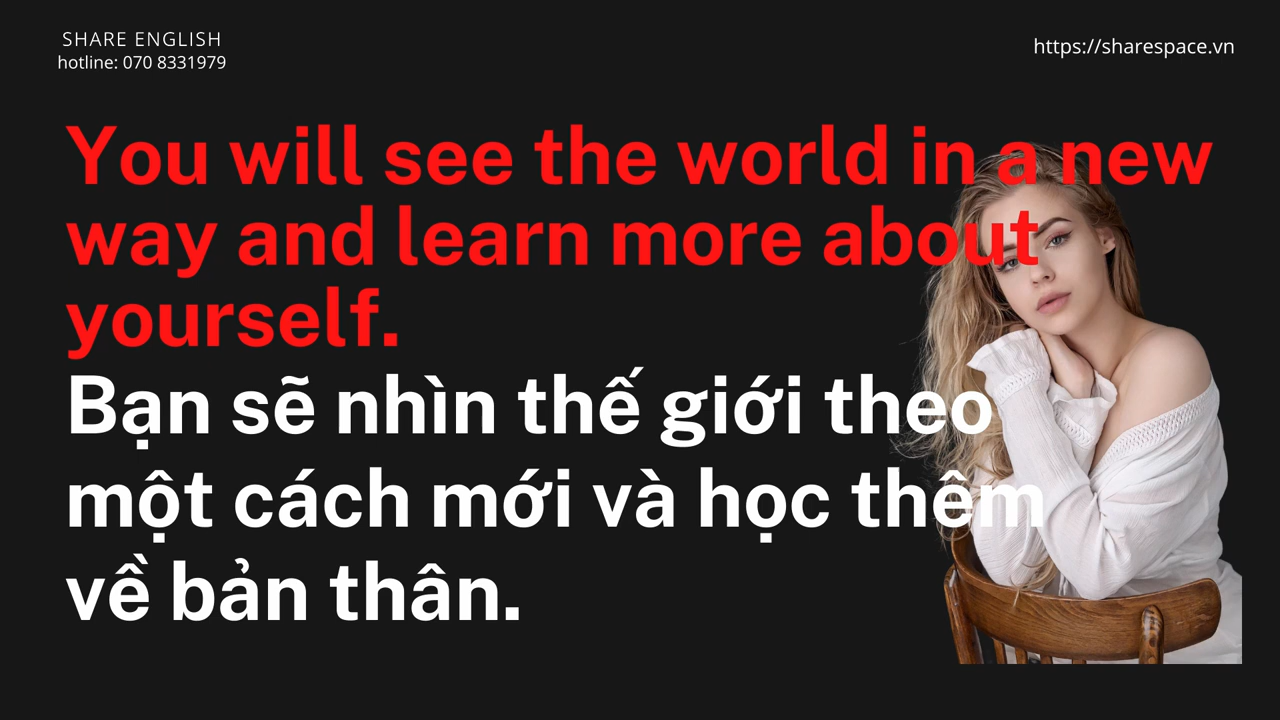 SHARE ENGLISH
hotline: 070 8331979
https://sharespace.vn
You will see the world in a new
way and learn more about
yourself.
Bạn sẽ nhìn thế giới theo
một cách mới và học thêm
về bản thân.